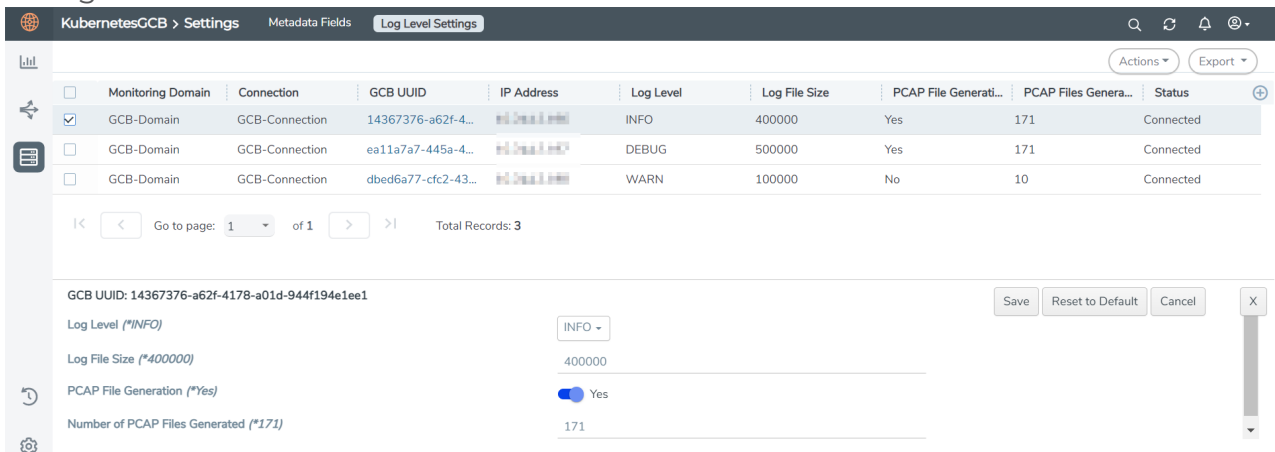 KubernetesGCB > Settings Metadata Fields Log Level Settings
Actions Export
Monitoring Domain Connection GCB UUID IP Address Log Level Log File Size PCAP File Generati... PCAP Files Genera... Status
GCB-Domain GCB-Connection 14367376-a62f-4... INFO 400000 Yes 171 Connected
GCB-Domain GCB-Connection ea11a7a7-445a-4... DEBUG 500000 Yes 171 Connected
GCB-Domain GCB-Connection dbed6a77-cfc2-43... WARN 100000 No 10 Connected
Go to page: 1 of 1 Total Records: 3
GCB UUID: 14367376-a62f-4178-a01d-944f194e1ee1 Save Reset to Default Cancel X
Log Level (*INFO) INFO
Log File Size (*400000) 400000
PCAP File Generation (*Yes) Yes
Number of PCAP Files Generated (*171) 171